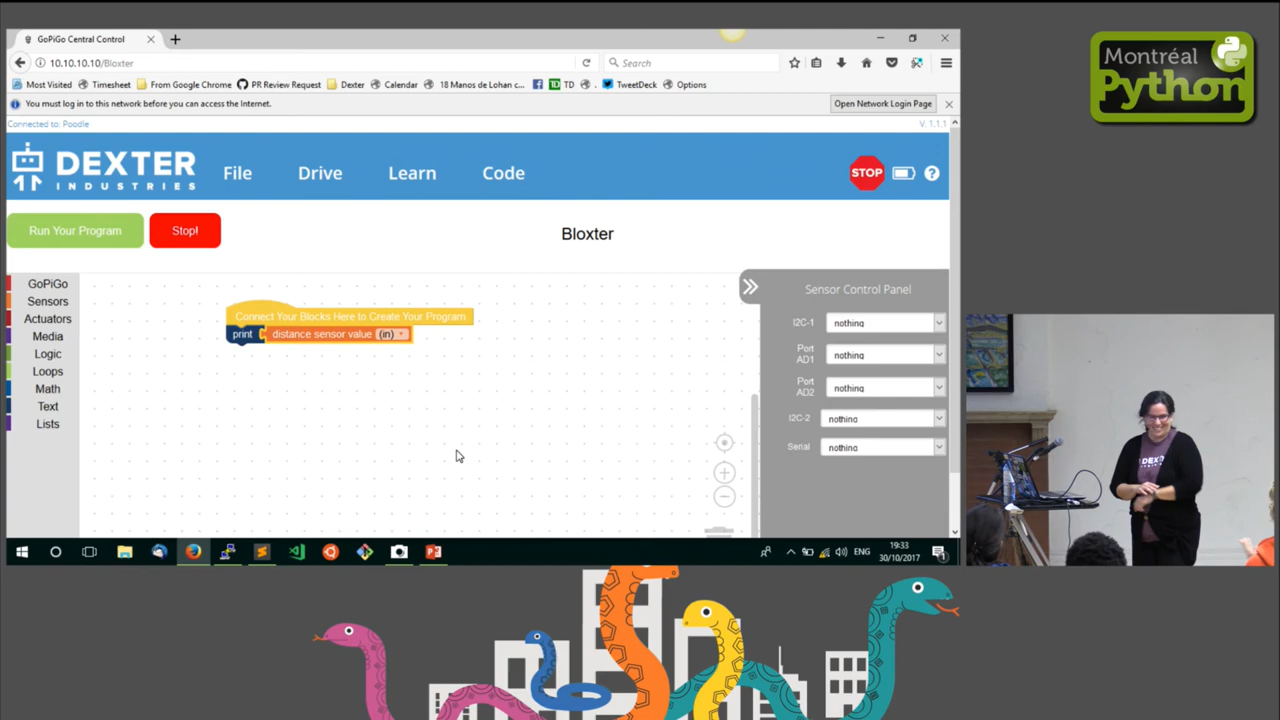 GoPiGo Central Control
10.10.10.10/Bloxter
Search
Most Visited Timesheet From Google Chrome PR Review Request Dexter Calendar 18 Manos de Lohan c... TD . TweetDeck Options
You must log in to this network before you can access the Internet.
Open Network Login Page
Connected to: Poodle
V. 1.1.1
DEXTER
INDUSTRIES
File Drive Learn Code
STOP
Run Your Program
Stop!
Bloxter
GoPiGo
Sensors
Actuators
Media
Logic
Loops
Math
Text
Lists
Connect Your Blocks Here to Create Your Program
print distance sensor value (in)
Sensor Control Panel
I2C-1 nothing
Port
AD1 nothing
Port
AD2 nothing
I2C-2 nothing
Serial nothing
ENG
19:33
30/10/2017
Montréal
Python
DEXTER